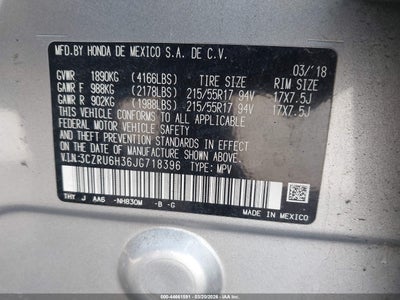 MFD.BY HONDA DE MEXICO S.A. DE C.V.
03/'18
GVWR 1890KG (4166LBS) TIRE SIZE RIM SIZE
GAWR F 988KG (2178LBS) 215/55R17 94V 17X7.5J
GAWR R 902KG (1988LBS) 215/55R17 94V 17X7.5J
THIS VEHICLE CONFORMS TO ALL APPLICABLE
FEDERAL MOTOR VEHICLE SAFETY AND
THEFT PREVENTION STANDARDS IN EFFECT
ON THE DATE OF MANUFACTURE SHOWN ABOVE.
V.I.N:3CZRU6H36JG718396 TYPE: MPV
THY J AA6 -NH830M -B -G
MADE IN MEXICO
000-44661591 - 03/20/2026 - IAA Inc.